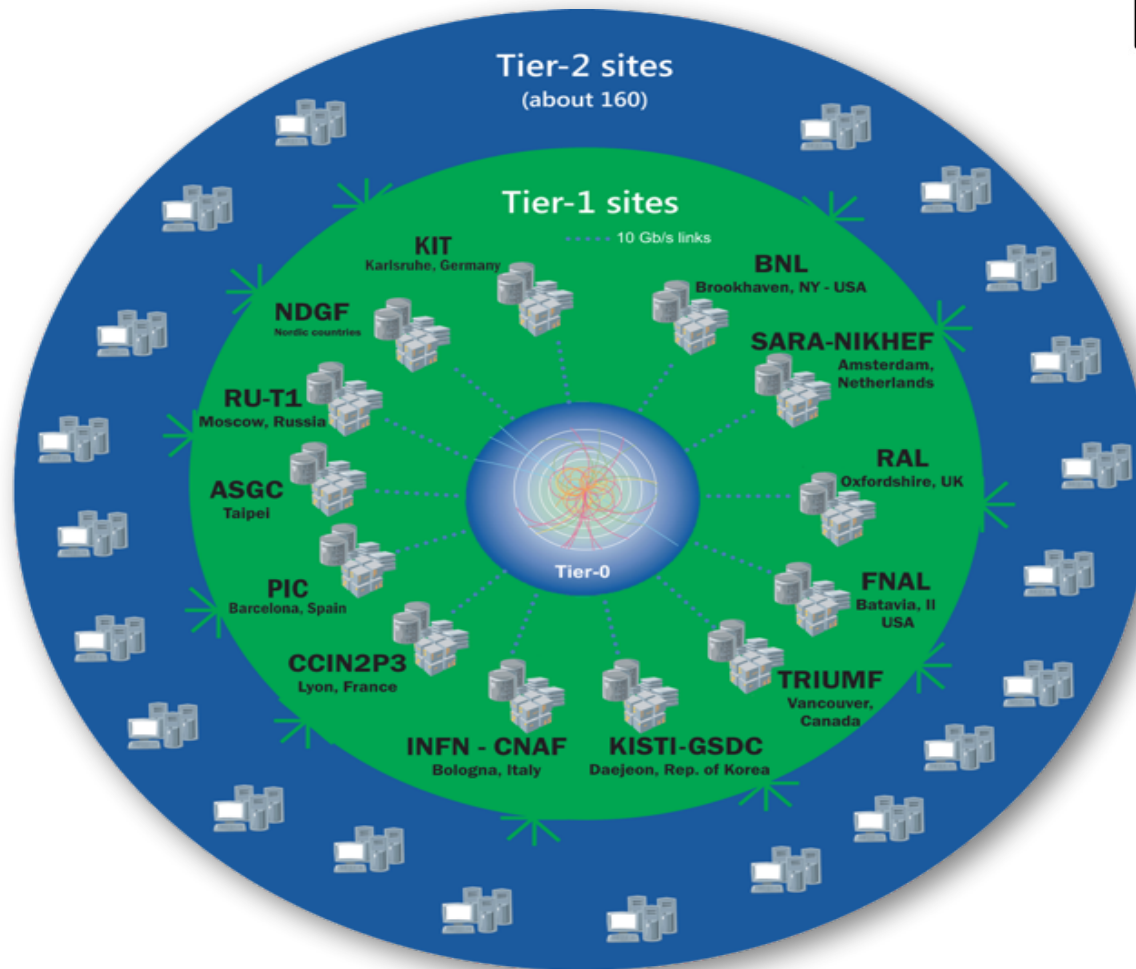 Tier-2 sites
(about 160)
Tier-1 sites
10 Gb/s links
KIT
Karlsruhe, Germany
BNL
Brookhaven, NY - USA
NDGF
Nordic countries
SARA-NIKHEF
Amsterdam,
Netherlands
RU-T1
Moscow, Russia
RAL
Oxfordshire, UK
ASGC
Taipei
Tier-0
PIC
Barcelona, Spain
FNAL
Batavia, Il
USA
CCIN2P3
Lyon, France
TRIUMF
Vancouver,
Canada
INFN - CNAF
Bologna, Italy
KISTI-GSDC
Daejeon, Rep. of Korea